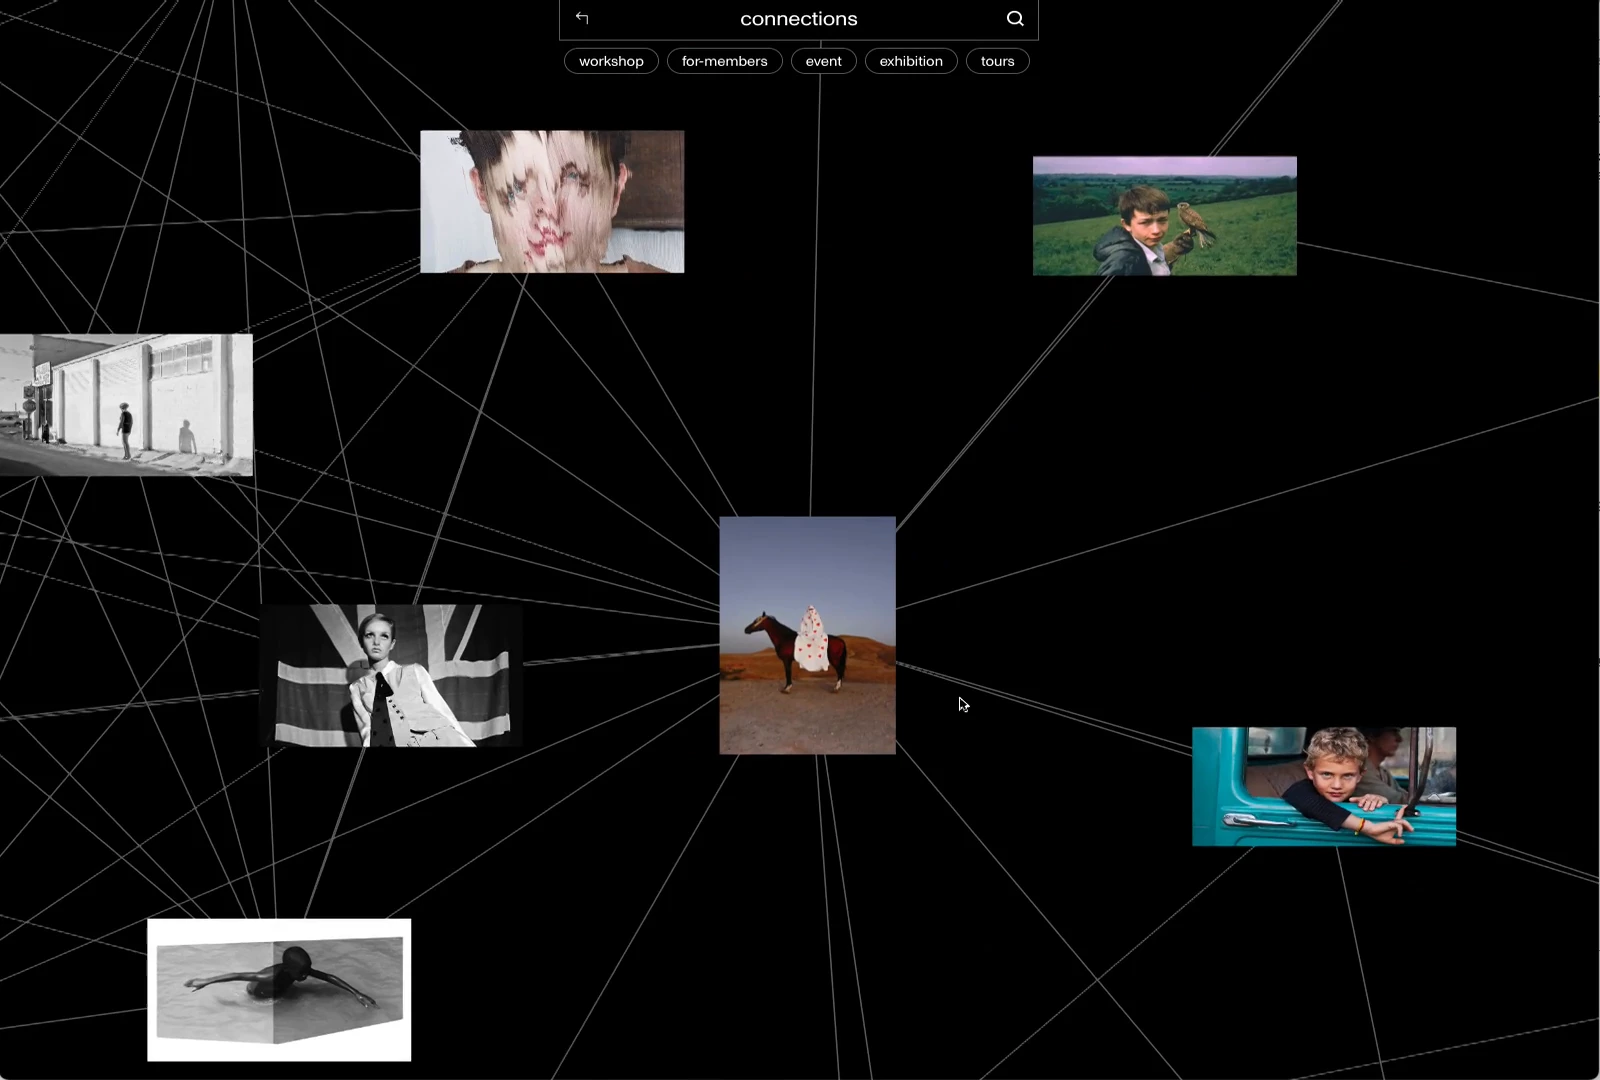 connections
workshop
for-members
event
exhibition
tours